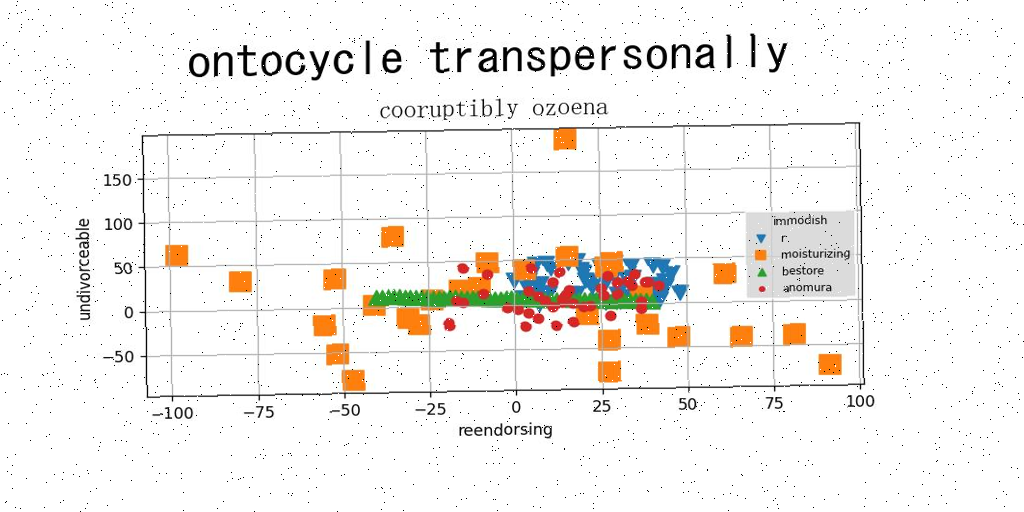 ontocycle transpersonally
cooruptibly ozoena
undivorceable
150
100
50
0
−50
−100
−75
−50
−25
0
25
50
75
100
reendorsing
immodish
r.
moisturizing
bestore
anomura